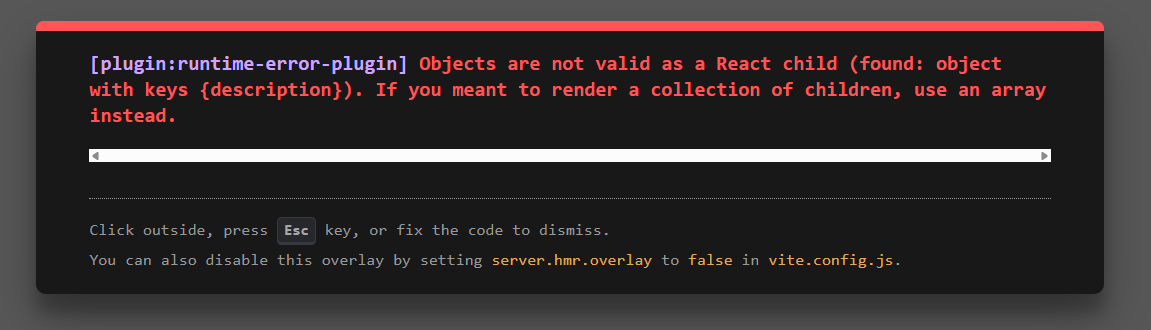 [plugin:runtime-error-plugin] Objects are not valid as a React child (found: object
with keys {description}). If you meant to render a collection of children, use an array
instead.
Click outside, press Esc key, or fix the code to dismiss.
You can also disable this overlay by setting server.hmr.overlay to false in vite.config.js.